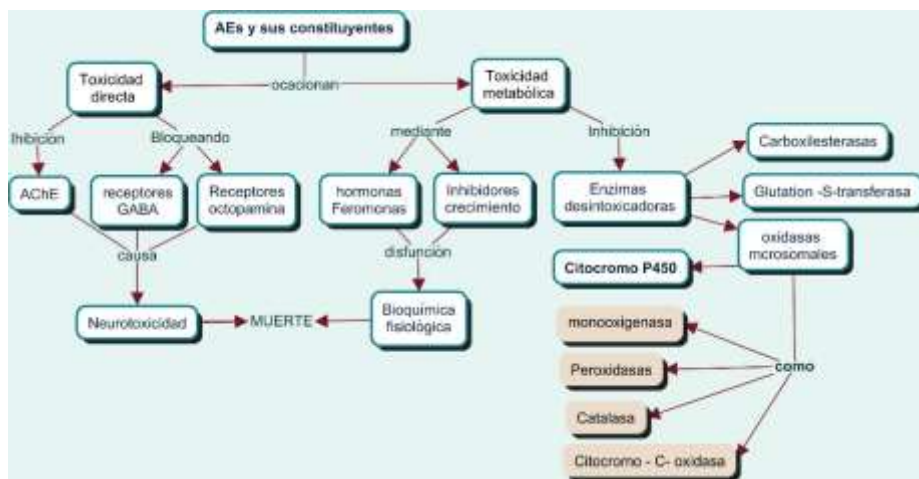 AEs y sus constituyentes
ocacionan
Toxicidad
directa
Toxicidad
metabólica
Ihibición
Bloqueando
mediante
Inhibición
AChE
receptores
GABA
Receptores
octopamina
hormonas
Feromonas
Inhibidores
crecimiento
Enzimas
desintoxicadoras
Carboxilesterasas
Glutation -S-transferasa
oxidasas
mcrosomales
causa
disfunción
Citocromo P450
Neurotoxicidad
MUERTE
Bioquímica
fisiológica
monooxigenasa
Peroxidasas
como
Catalasa
Citocromo - C- oxidasa